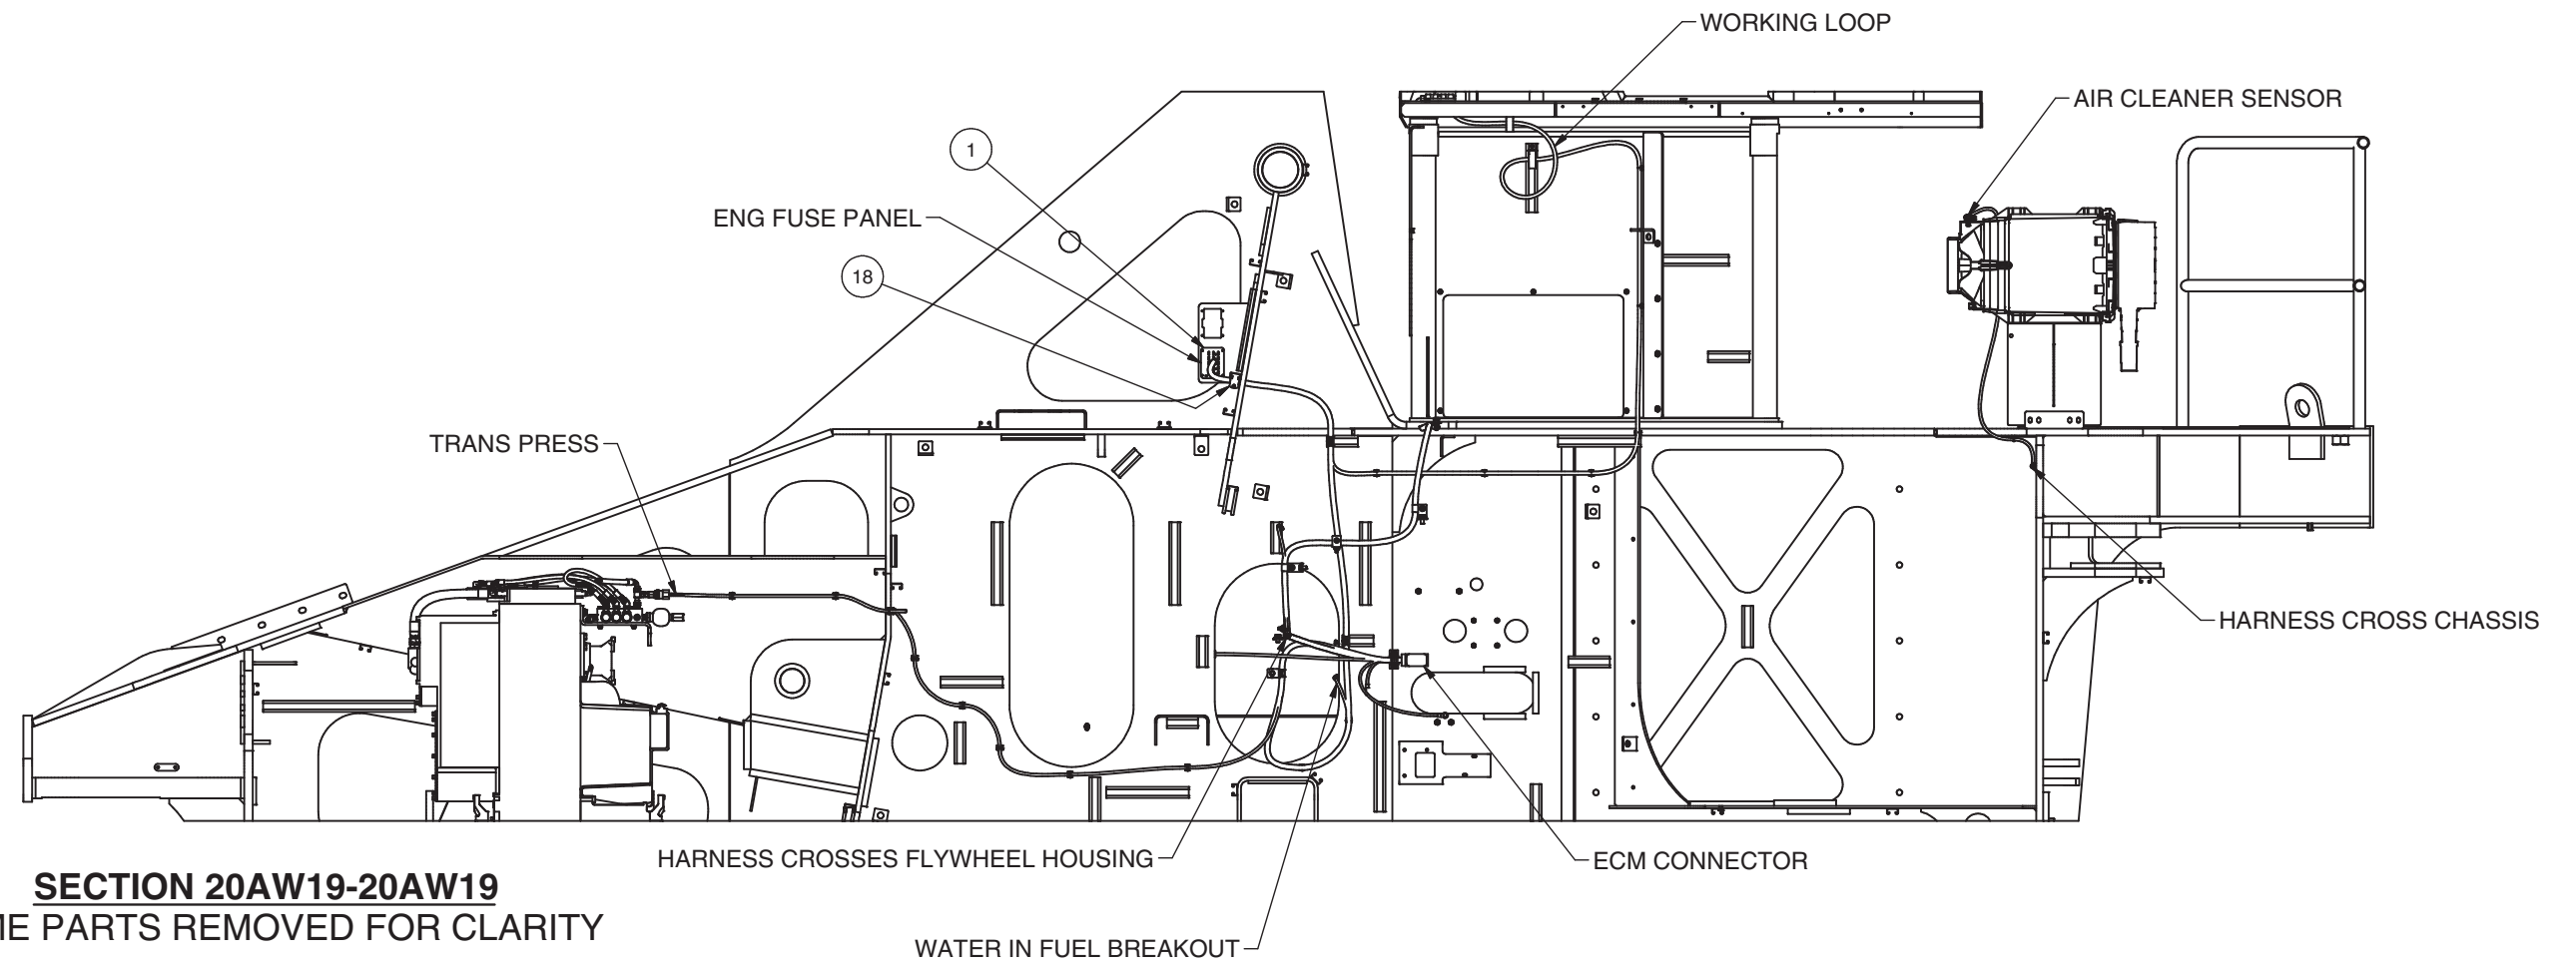 WORKING LOOP
AIR CLEANER SENSOR
1
ENG FUSE PANEL
18
TRANS PRESS
HARNESS CROSS CHASSIS
HARNESS CROSSES FLYWHEEL HOUSING
ECM CONNECTOR
SECTION 20AW19-20AW19
ME PARTS REMOVED FOR CLARITY
WATER IN FUEL BREAKOUT